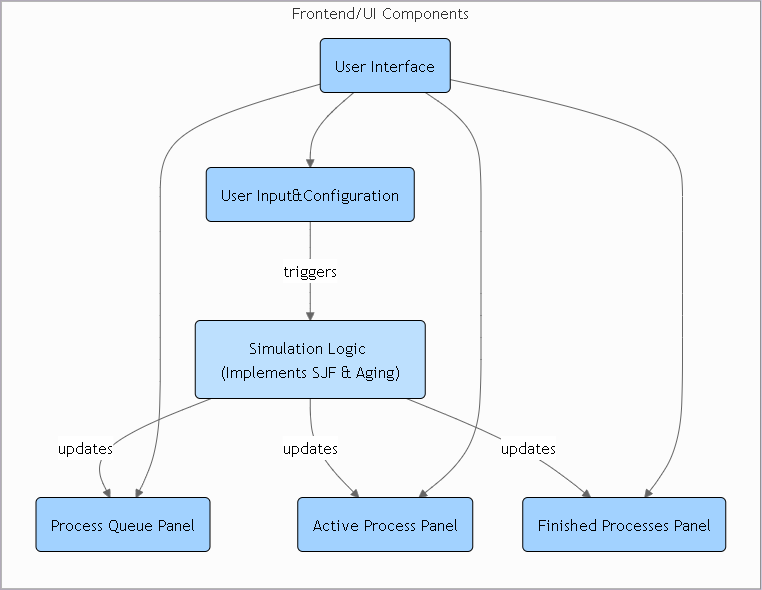 Frontend/UI Components
User Interface
User Input&Configuration
triggers
Simulation Logic
(Implements SJF & Aging)
updates
updates
updates
Process Queue Panel
Active Process Panel
Finished Processes Panel